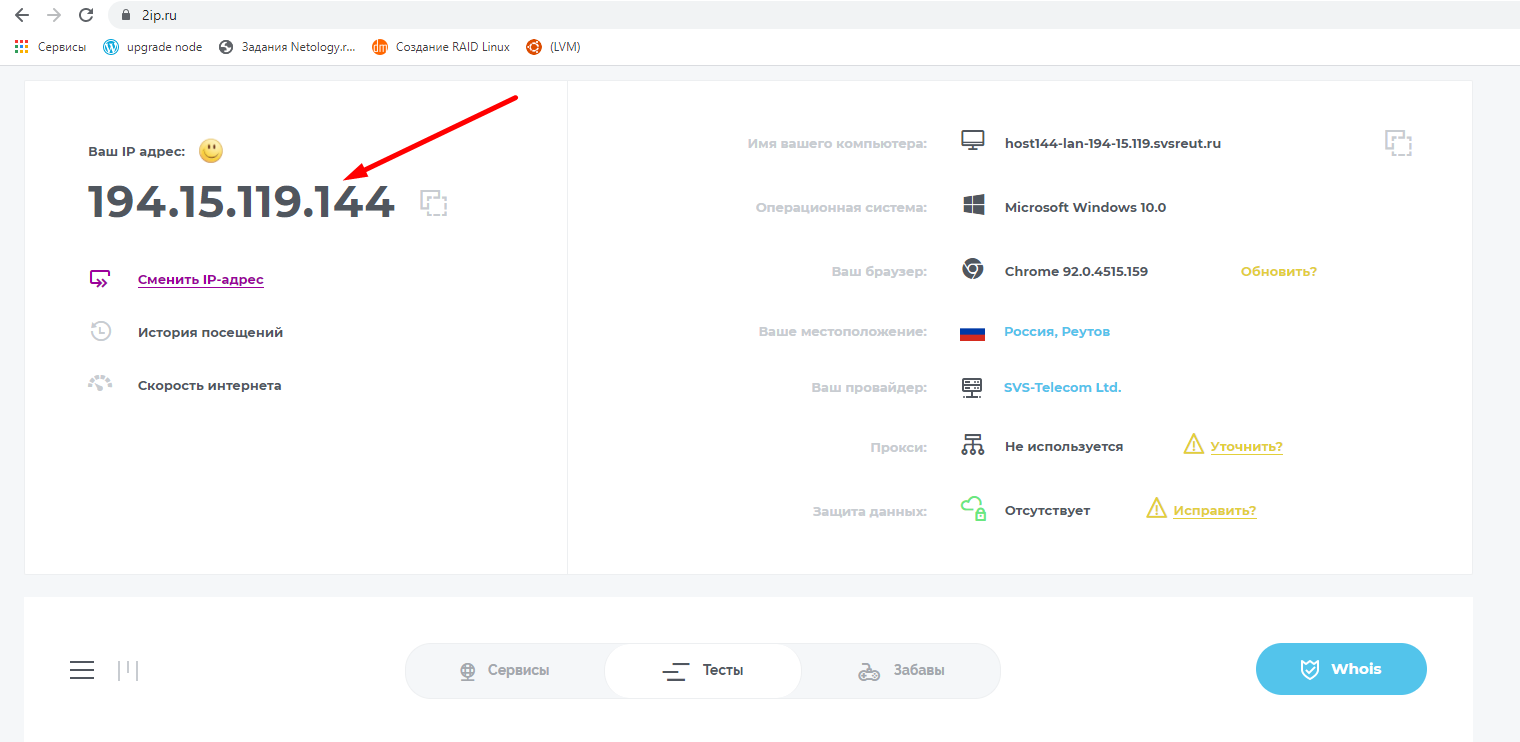 2ip.ru
Сервисы upgrade node Задания Netology.r... dm Создание RAID Linux (LVM)
Ваш IP адрес:
194.15.119.144
Сменить IP-адрес
История посещений
Скорость интернета
Имя вашего компьютера: host144-lan-194-15.119.svsreut.ru
Операционная система: Microsoft Windows 10.0
Ваш браузер: Chrome 92.0.4515.159 Обновить?
Ваше местоположение: Россия, Реутов
Ваш провайдер: SVS-Telecom Ltd.
Прокси: Не используется Уточнить?
Защита данных: Отсутствует Исправить?
Сервисы Тесты Забавы Whois